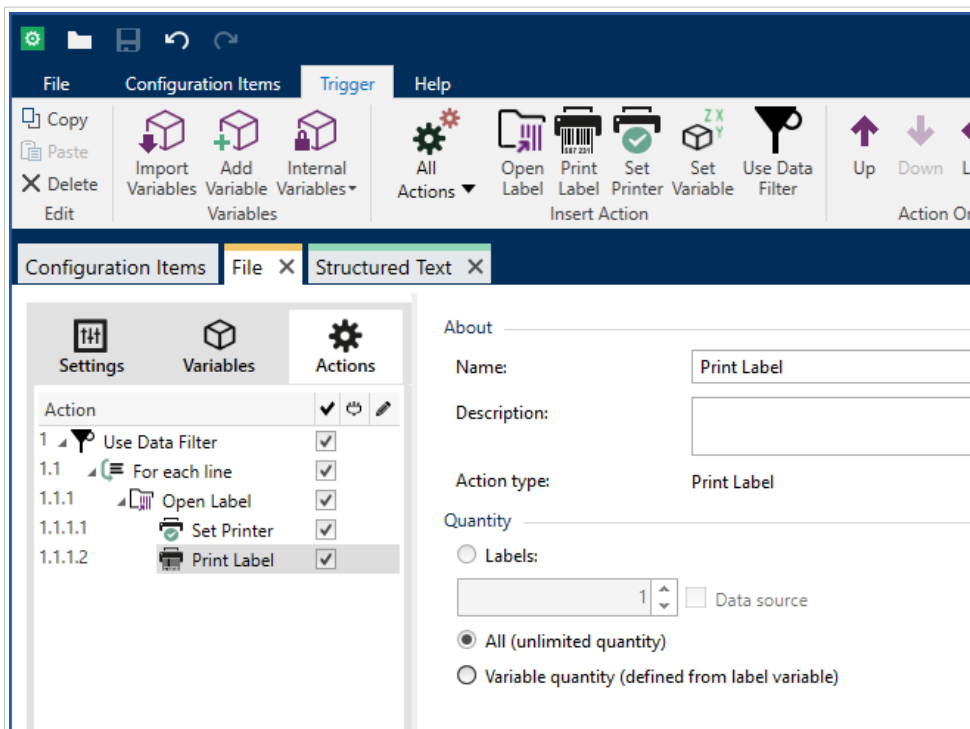 File Configuration Items Trigger Help
Copy
Paste
Delete
Edit
Import Variables
Add Variable
Internal Variables
Variables
All Actions
Open Label
Print Label
Set Printer
Z X
Y
Set Variable
Use Data Filter
Insert Action
Up
Down
Configuration Items
File
Structured Text
Settings
Variables
Actions
Action
1 Use Data Filter
1.1 For each line
1.1.1 Open Label
1.1.1.1 Set Printer
1.1.1.2 Print Label
About
Name: Print Label
Description:
Action type: Print Label
Quantity
Labels:
1 Data source
All (unlimited quantity)
Variable quantity (defined from label variable)